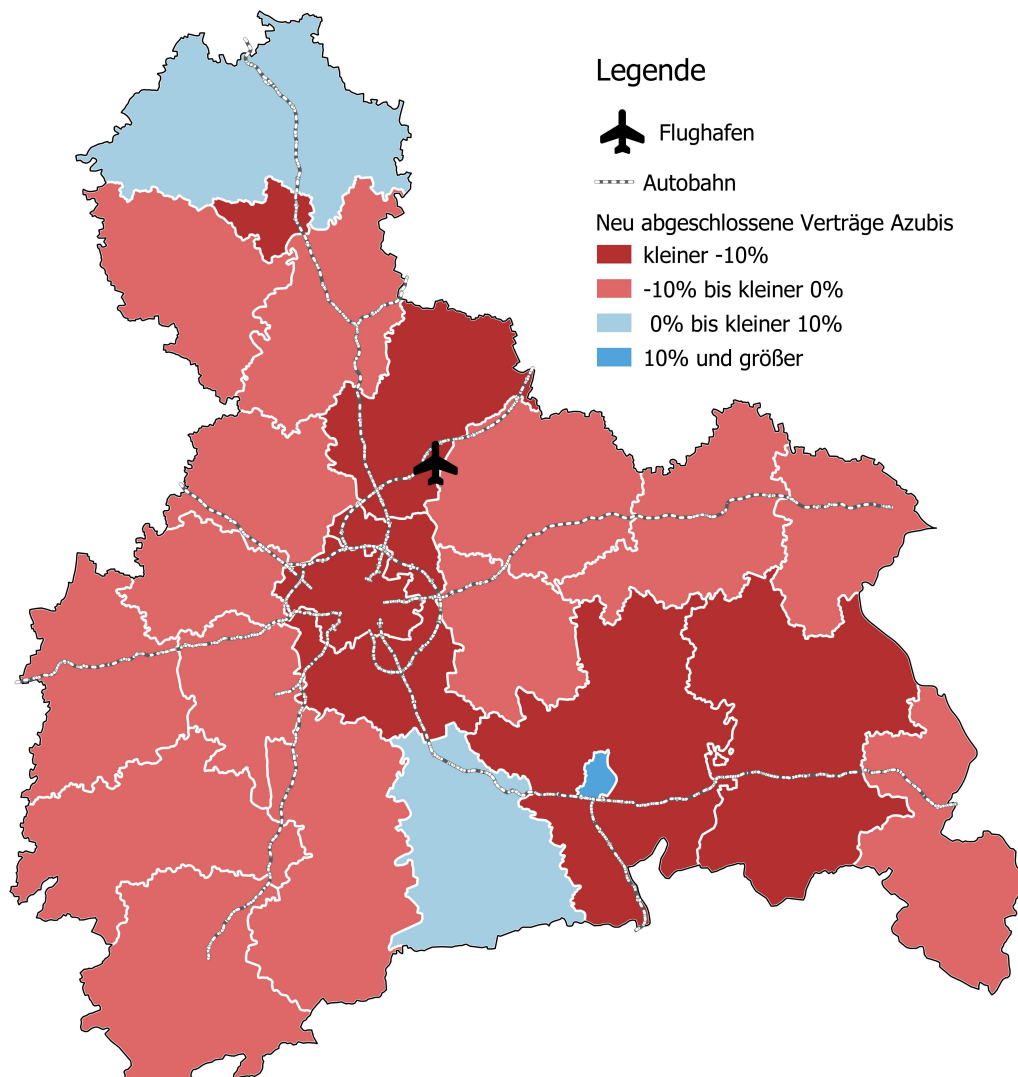 Legende
Flughafen
Autobahn
Neu abgeschlossene Verträge Azubis
kleiner -10%
-10% bis kleiner 0%
0% bis kleiner 10%
10% und größer